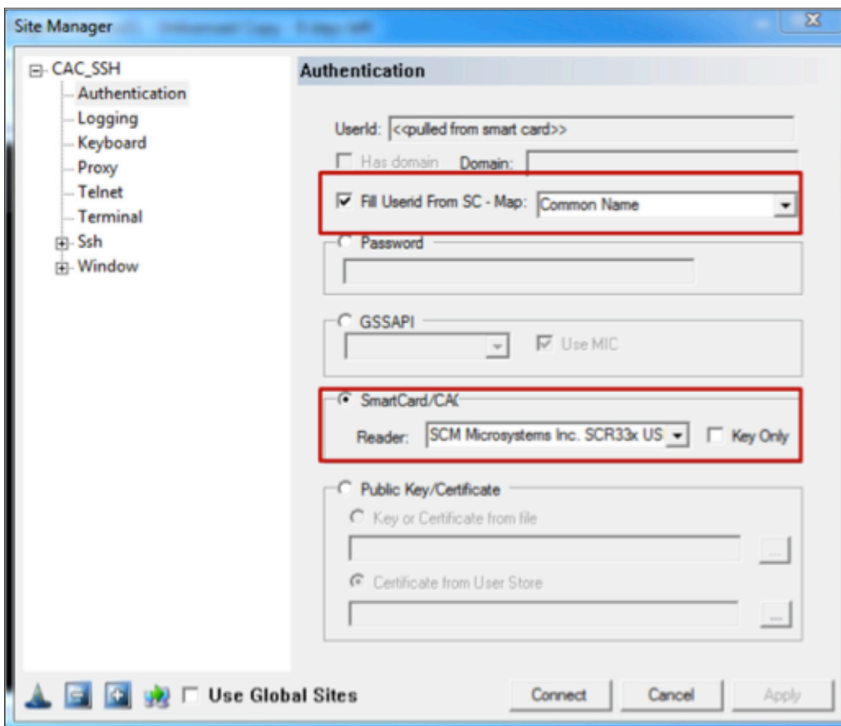 Site Manager
CAC_SSH
Authentication
Logging
Keyboard
Proxy
Telnet
Terminal
Ssh
Window
Authentication
UserId: <<pulled from smart card>>
Has domain Domain:
Fill Userid From SC - Map: Common Name
Password
GSSAPI
Use MIC
SmartCard/CAC
Reader: SCM Microsystems Inc. SCR33x US Key Only
Public Key/Certificate
Key or Certificate from file
...
Certificate from User Store
...
Use Global Sites
Connect Cancel Apply